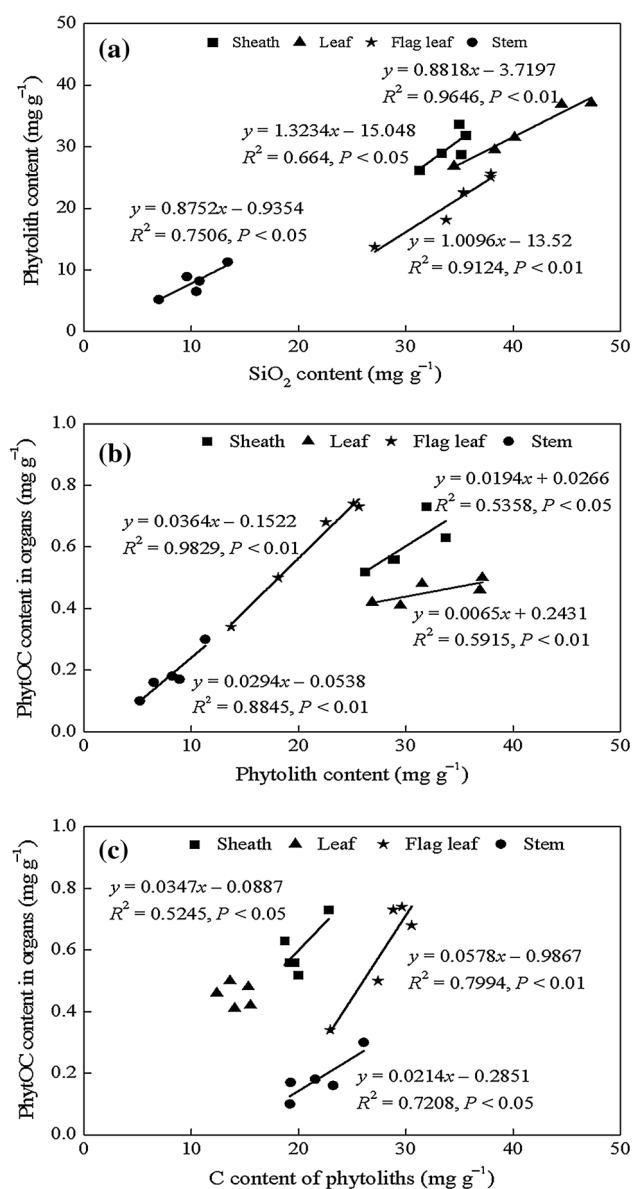 (a)
Sheath Leaf Flag leaf Stem
y = 0.8818x – 3.7197
R² = 0.9646, P < 0.01
y = 1.3234x – 15.048
R² = 0.664, P < 0.05
y = 0.8752x – 0.9354
R² = 0.7506, P < 0.05
y = 1.0096x – 13.52
R² = 0.9124, P < 0.01
Phytolith content (mg g⁻¹)
50
40
30
20
10
0
0 10 20 30 40 50
SiO₂ content (mg g⁻¹)
(b)
Sheath Leaf Flag leaf Stem
y = 0.0194x + 0.0266
R² = 0.5358, P < 0.05
y = 0.0364x – 0.1522
R² = 0.9829, P < 0.01
y = 0.0065x + 0.2431
R² = 0.5915, P < 0.01
y = 0.0294x – 0.0538
R² = 0.8845, P < 0.01
PhytOC content in organs (mg g⁻¹)
1.0
0.8
0.6
0.4
0.2
0.0
0 10 20 30 40 50
Phytolith content (mg g⁻¹)
(c)
Sheath Leaf Flag leaf Stem
y = 0.0347x – 0.0887
R² = 0.5245, P < 0.05
y = 0.0578x – 0.9867
R² = 0.7994, P < 0.01
y = 0.0214x – 0.2851
R² = 0.7208, P < 0.05
PhytOC content in organs (mg g⁻¹)
1.0
0.8
0.6
0.4
0.2
0.0
0 10 20 30 40 50
C content of phytoliths (mg g⁻¹)